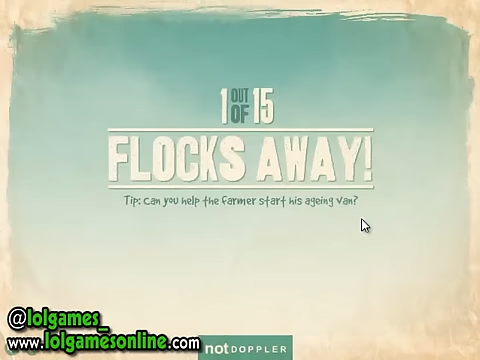 1 OUT OF 15
FLOCKS AWAY!
Tip: Can you help the farmer start his ageing van?
@lolgames_
www.lolgamesonline.com
notDOPPLER